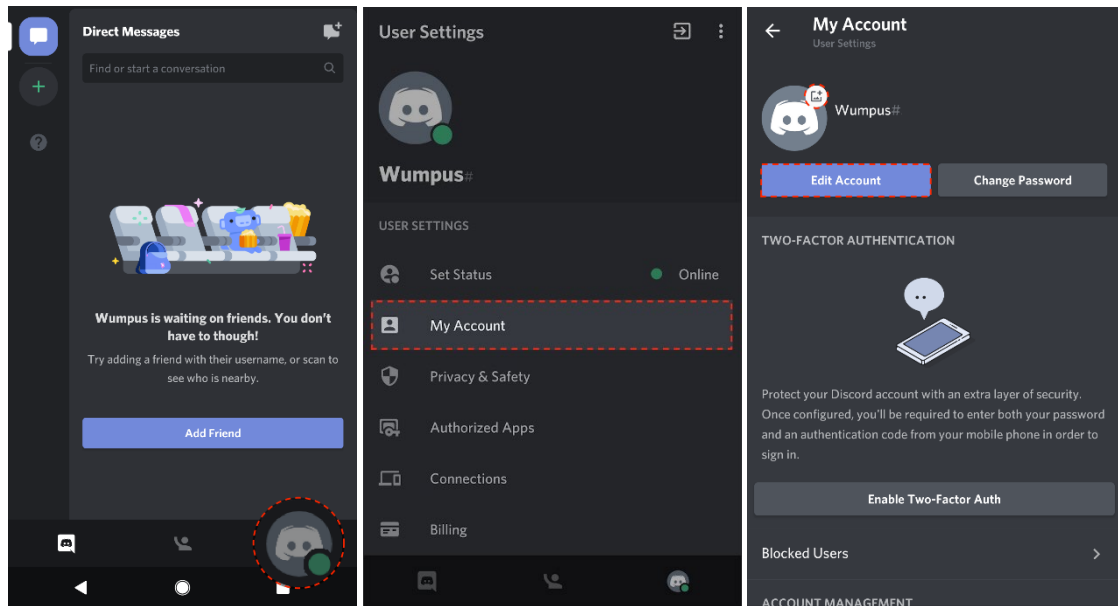 Direct Messages
Find or start a conversation
Wumpus is waiting on friends. You don't
have to though!
Try adding a friend with their username, or scan to
see who is nearby.
Add Friend
User Settings
Wumpus#
USER SETTINGS
Set Status
Online
My Account
Privacy & Safety
Authorized Apps
Connections
Billing
My Account
User Settings
Wumpus#
Edit Account
Change Password
TWO-FACTOR AUTHENTICATION
Protect your Discord account with an extra layer of security.
Once configured, you'll be required to enter both your password
and an authentication code from your mobile phone in order to
sign in.
Enable Two-Factor Auth
Blocked Users
ACCOUNT MANAGEMENT